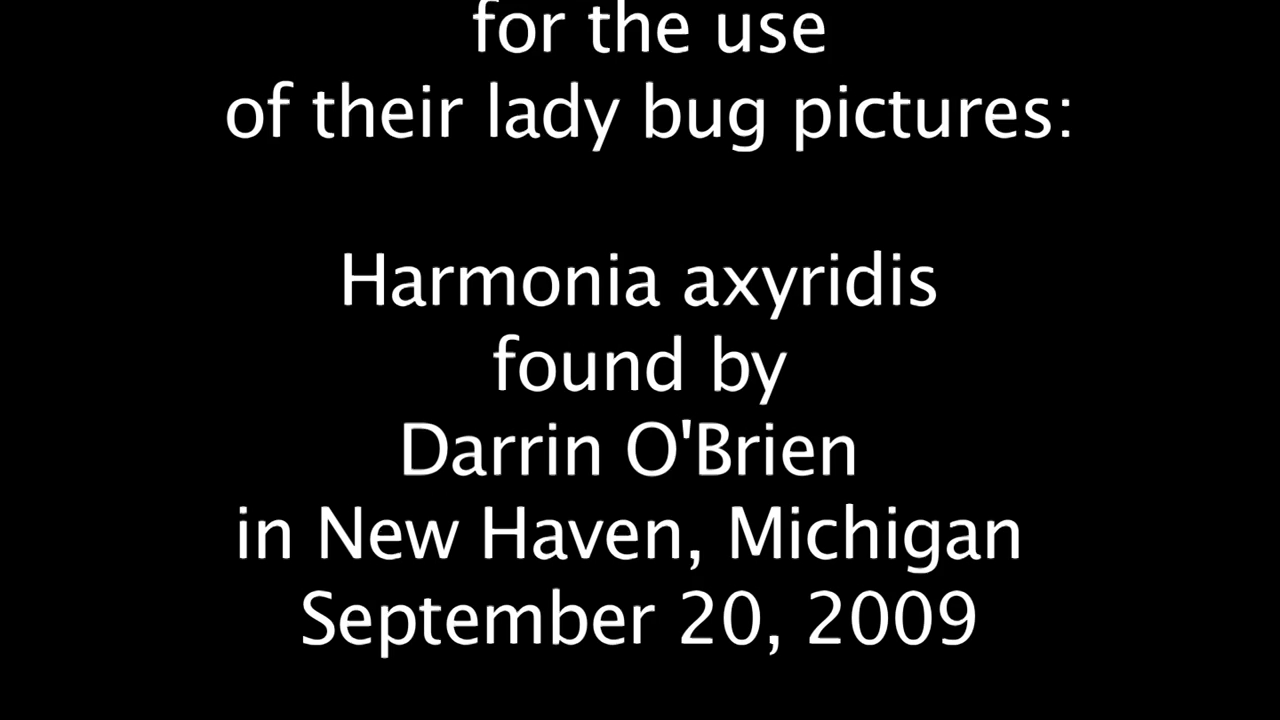 for the use
of their lady bug pictures:
Harmonia axyridis
found by
Darrin O'Brien
in New Haven, Michigan
September 20, 2009